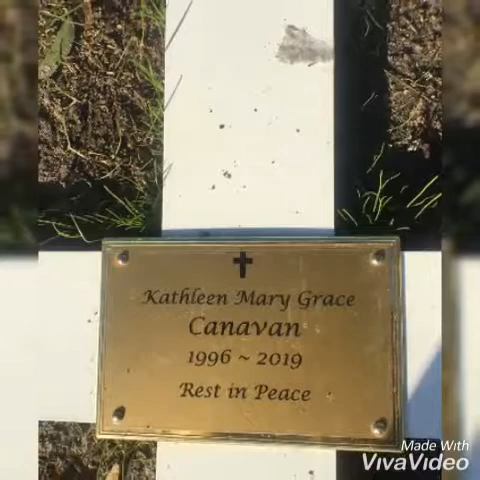 Kathleen Mary Grace
Canavan
1996 ~ 2019
Rest in Peace
Made With
VivaVideo